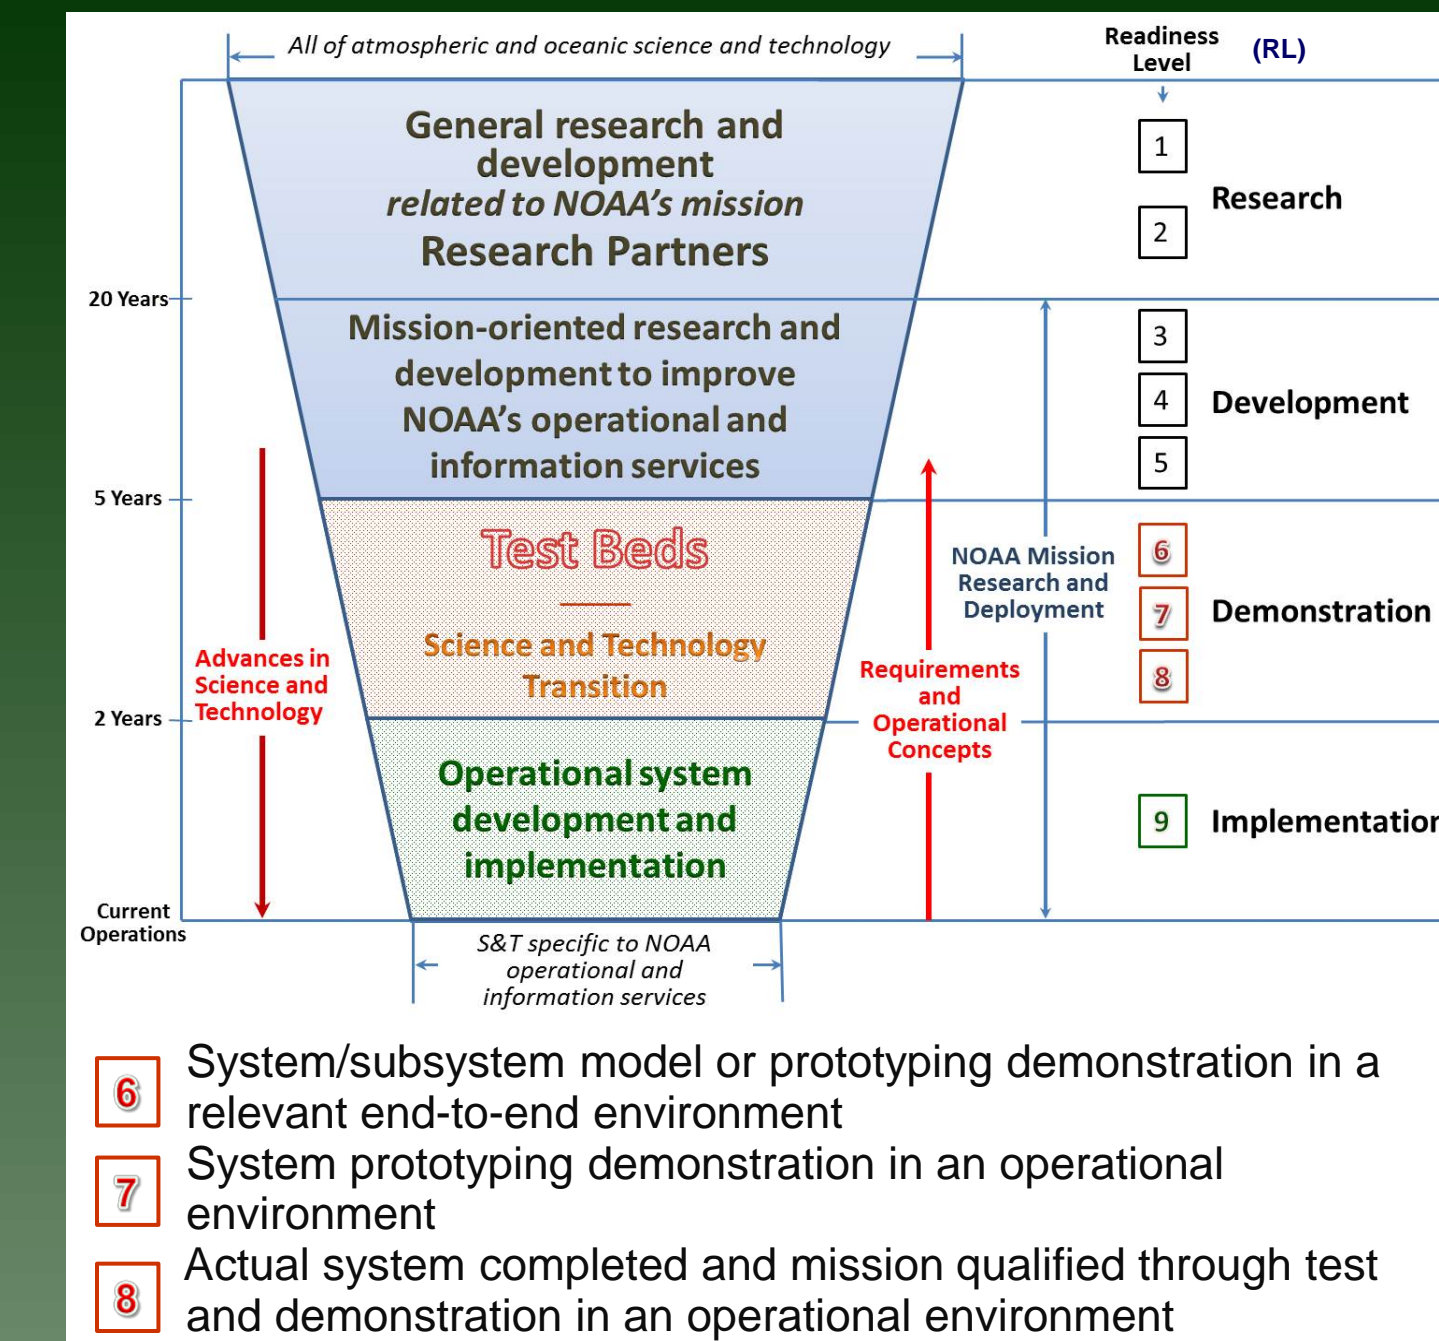 All of atmospheric and oceanic science and technology
Readiness
Level
(RL)
General research and
development
related to NOAA's mission
Research Partners
1
2
Research
20 Years
Mission-oriented research and
development to improve
NOAA's operational and
information services
3
4
5
Development
5 Years
Test Beds
Science and Technology
Transition
NOAA Mission
Research and
Deployment
6
7
8
Demonstration
Advances in
Science and
Technology
Requirements
and
Operational
Concepts
2 Years
Operational system
development and
implementation
9
Implementation
Current
Operations
S&T specific to NOAA
operational and
information services
6
System/subsystem model or prototyping demonstration in a
relevant end-to-end environment
7
System prototyping demonstration in an operational
environment
8
Actual system completed and mission qualified through test
and demonstration in an operational environment